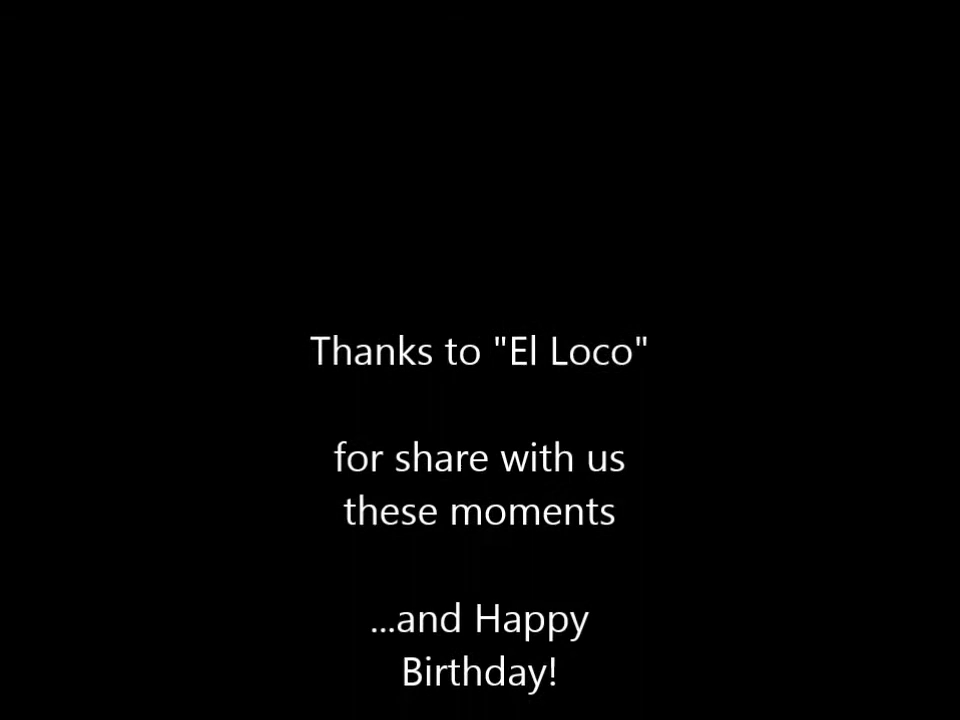 Thanks to "El Loco"
for share with us
these moments
...and Happy
Birthday!